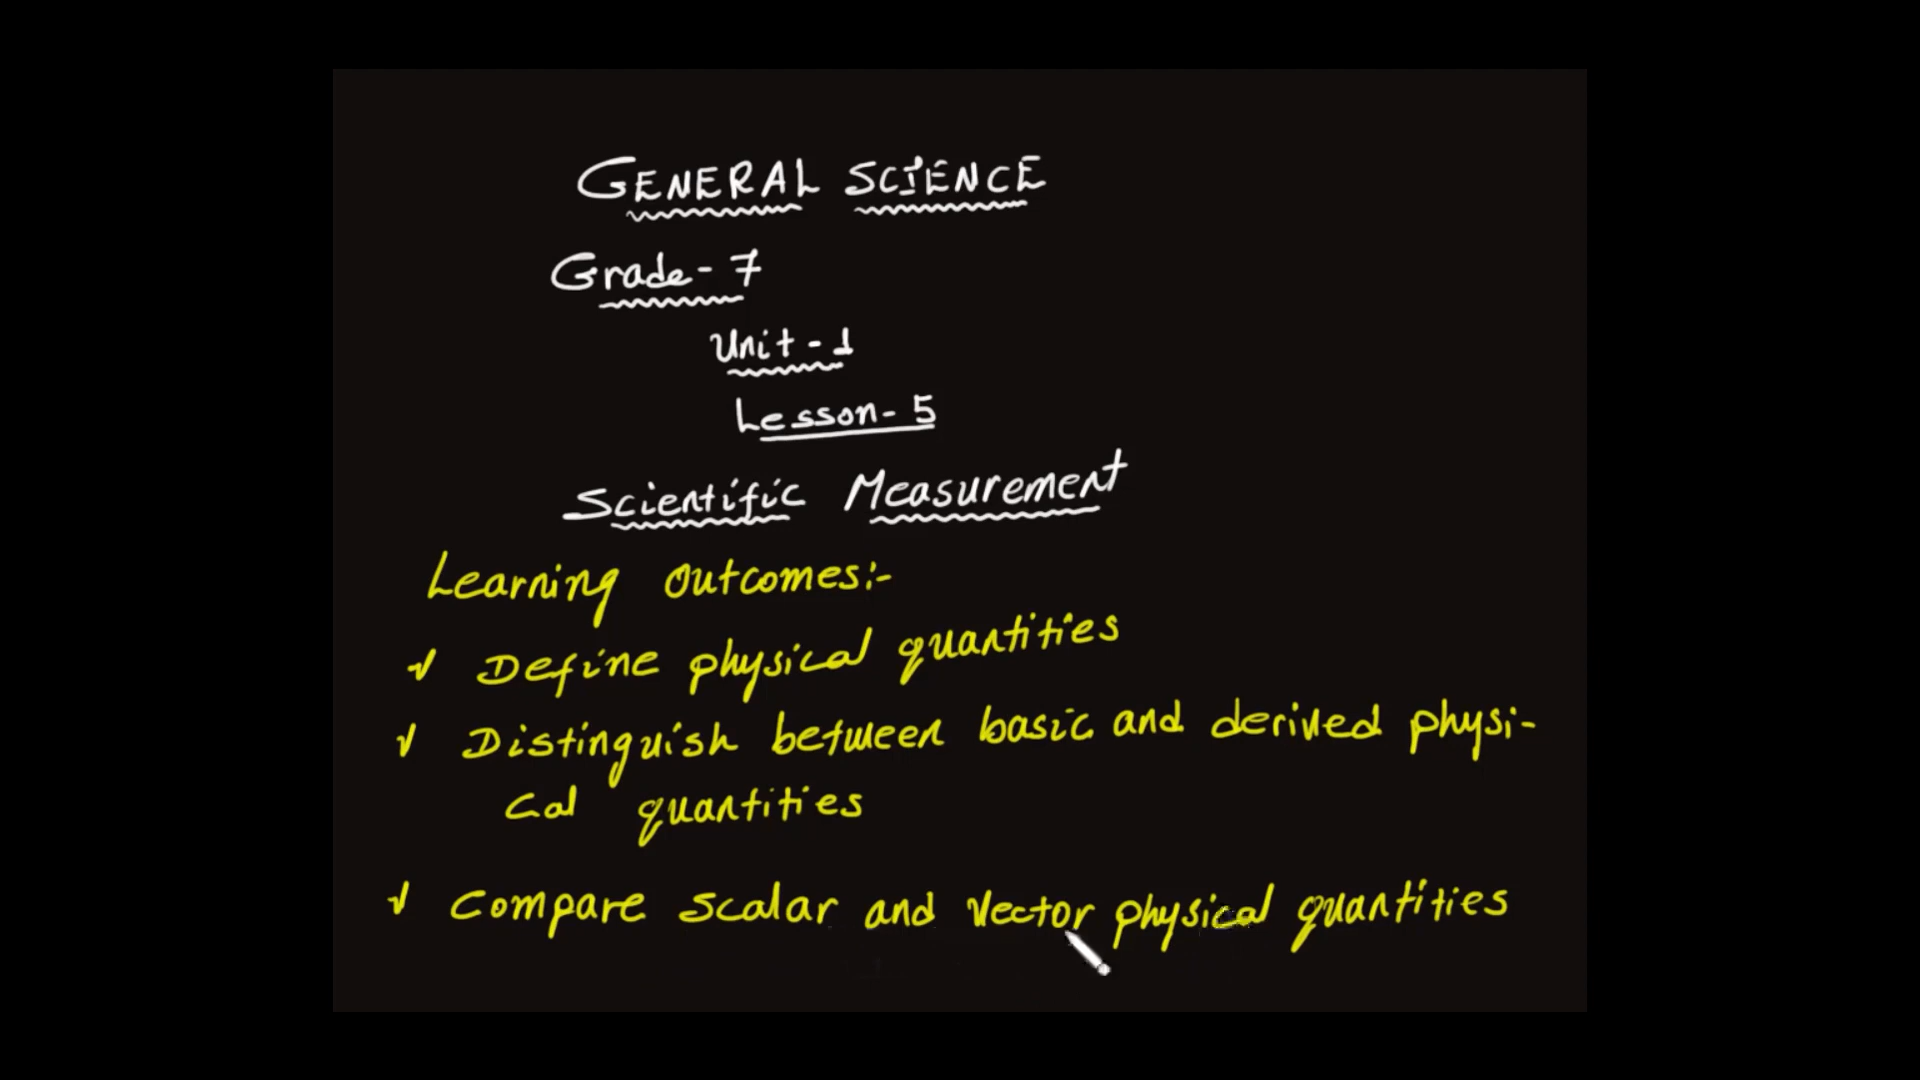 GENERAL SCIENCE
Grade - 7
Unit - 1
Lesson - 5
Scientific Measurement
Learning Outcomes:-
✓ Define physical quantities
✓ Distinguish between basic and derived physi-
cal quantities
✓ Compare scalar and vector physical quantities